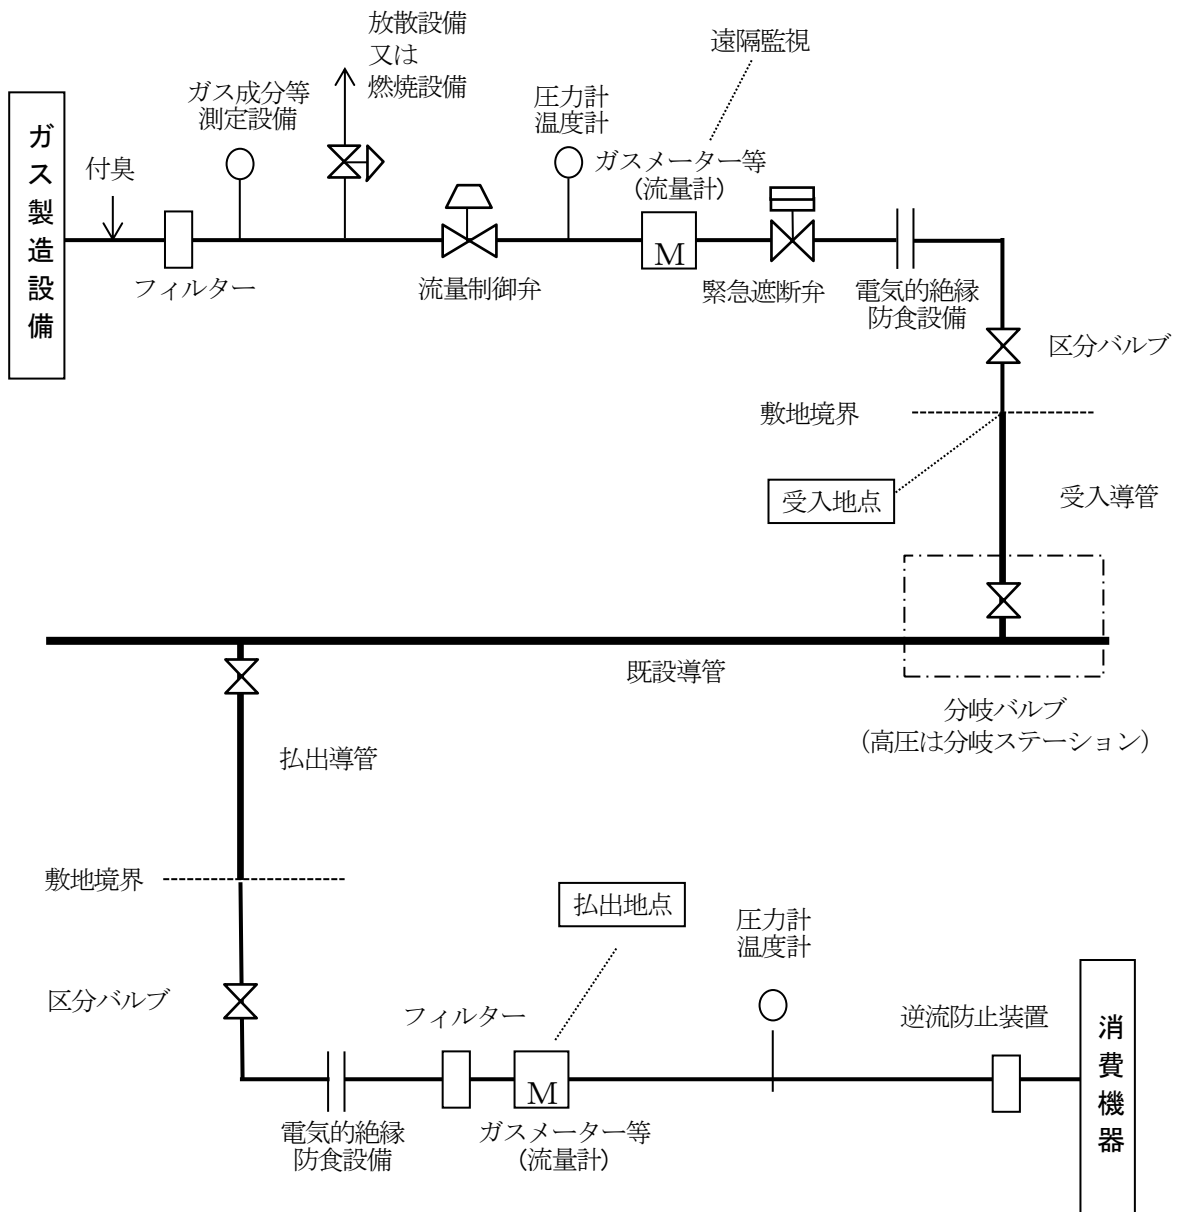 放散設備
又は
燃焼設備
遠隔監視
ガス成分等
測定設備
圧力計
温度計
ガス製造設備
付臭
ガスメーター等
(流量計)
M
フィルター
流量制御弁
緊急遮断弁
電気的絶縁
防食設備
区分バルブ
敷地境界
受入地点
受入導管
既設導管
分岐バルブ
（高圧は分岐ステーション）
払出導管
敷地境界
払出地点
圧力計
温度計
区分バルブ
フィルター
逆流防止装置
消費機器
M
電気的絶縁
防食設備
ガスメーター等
(流量計)